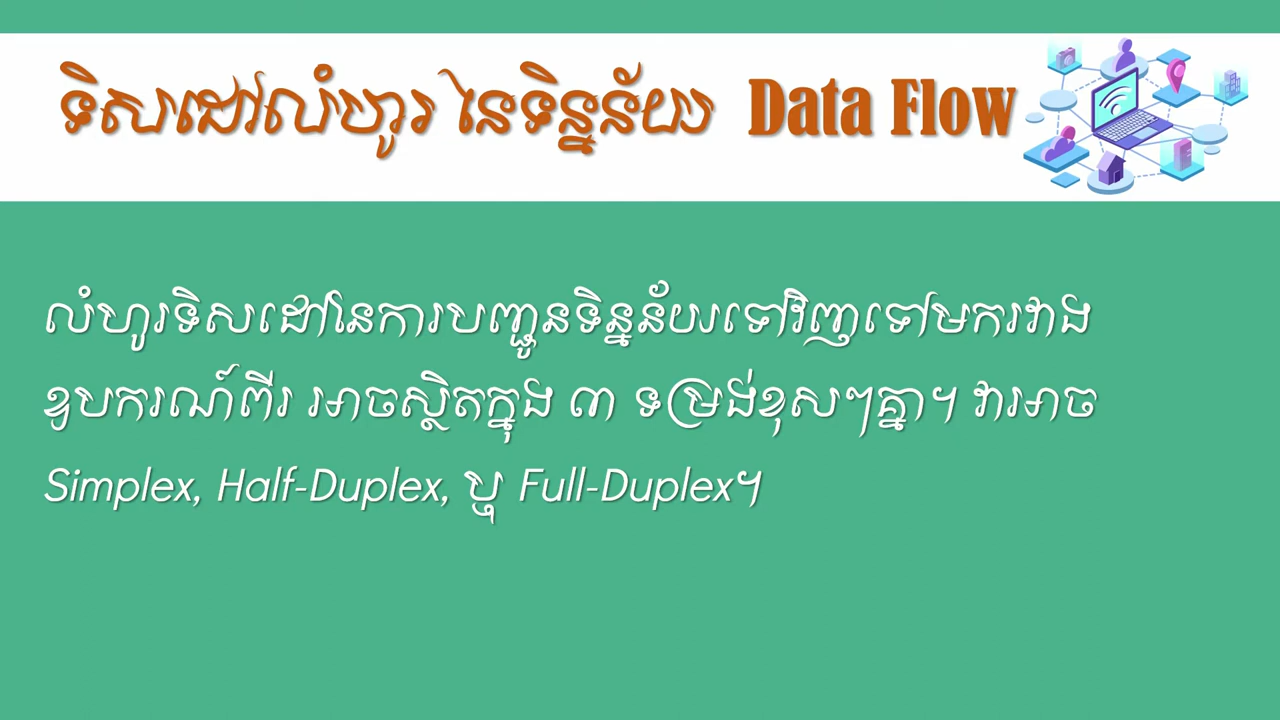 ទិសដៅលំហូរ នៃទិន្នន័យ Data Flow
លំហូរទិសដៅនៃការបញ្ជូនទិន្នន័យទៅវិញទៅមករវាង
ឧបករណ៍ពីរ អាចស្ថិតក្នុង ៣ ទម្រង់ខុសៗគ្នា។ វាអាច
Simplex, Half-Duplex, ឬ Full-Duplex។